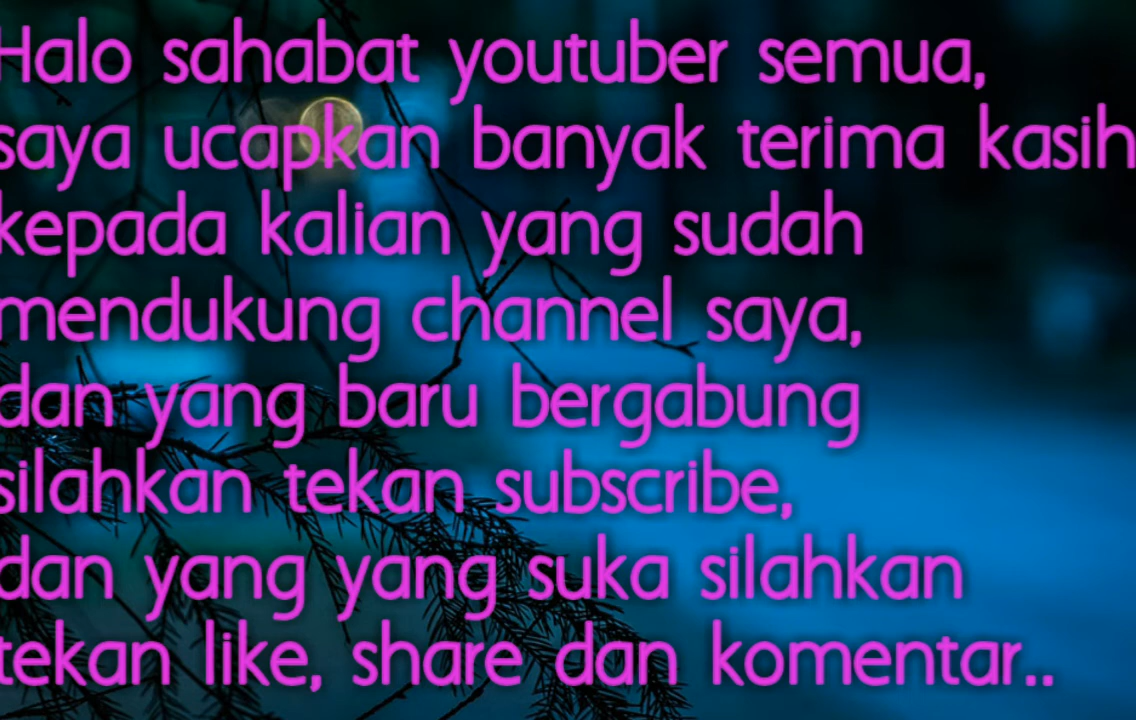 Halo sahabat youtuber semua,
saya ucapkan banyak terima kasih
kepada kalian yang sudah
mendukung channel saya,
dan yang baru bergabung
silahkan tekan subscribe,
dan yang yang suka silahkan
tekan like, share dan komentar..